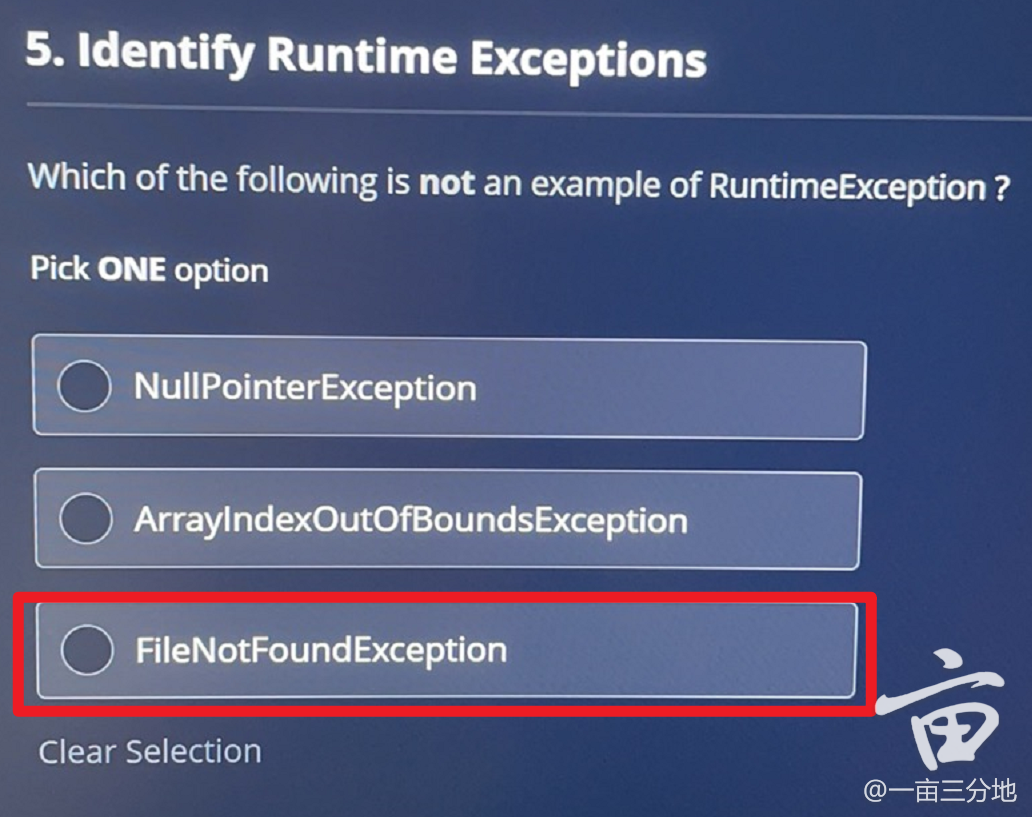 5. Identify Runtime Exceptions
Which of the following is not an example of RuntimeException ?
Pick ONE option
NullPointerException
ArrayIndexOutOfBoundsException
FileNotFoundException
Clear Selection
亩
@一亩三分地